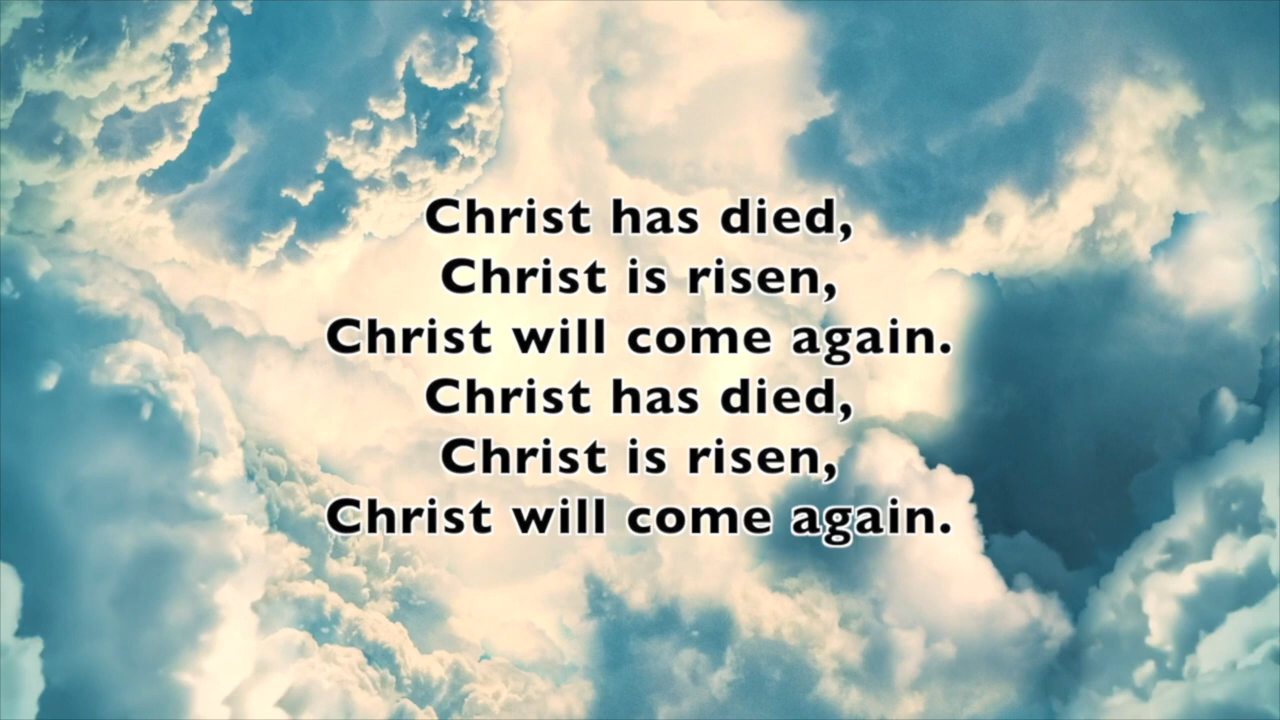 Christ has died,
Christ is risen,
Christ will come again.
Christ has died,
Christ is risen,
Christ will come again.